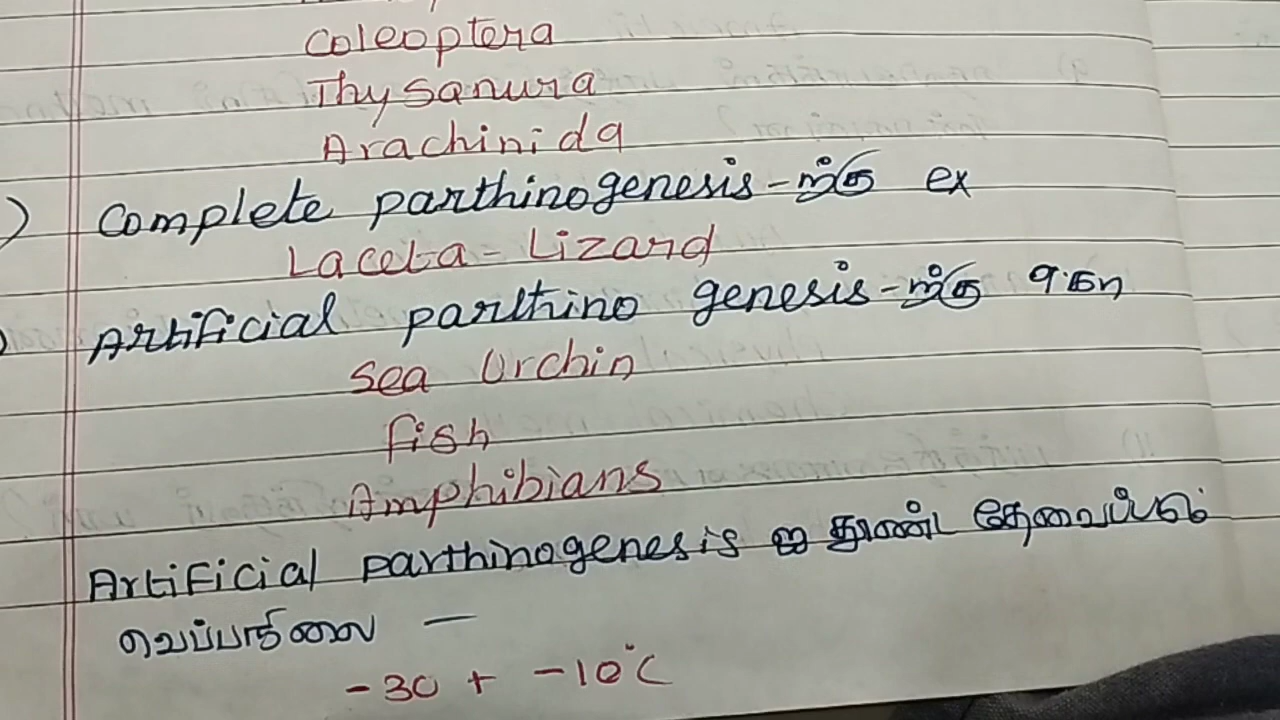 Coleoptera
Thysanura
Arachinida
) Complete parthinogenesis-ற்கு ex
Laceta - Lizard
Artificial parthino genesis-ற்கு எ.கா
Sea Urchin
fish
Amphibians
Artificial parthinogenesis ஐ தூண்ட தேவைப்படும்
வெப்பநிலை —
-30 + -10°C